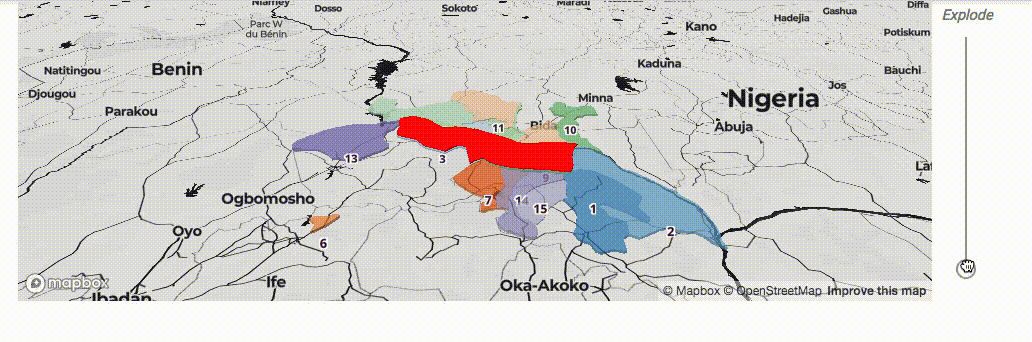 Niamey
Dosso
Sokoto
Maradi
Diffa
Explode
Parc W
du Bénin
Kano
Hadejia
Gashua
Potiskum
Natitingou
Benin
Kaduna
Bauchi
Djougou
Jos
Parakou
Minna
Nigeria
11
Bida
10
Abuja
13
3
9
Ogbomosho
7
14
15
1
6
2
Oyo
Ife
Oka-Akoko
mapbox
© Mapbox © OpenStreetMap Improve this map
Ibadan